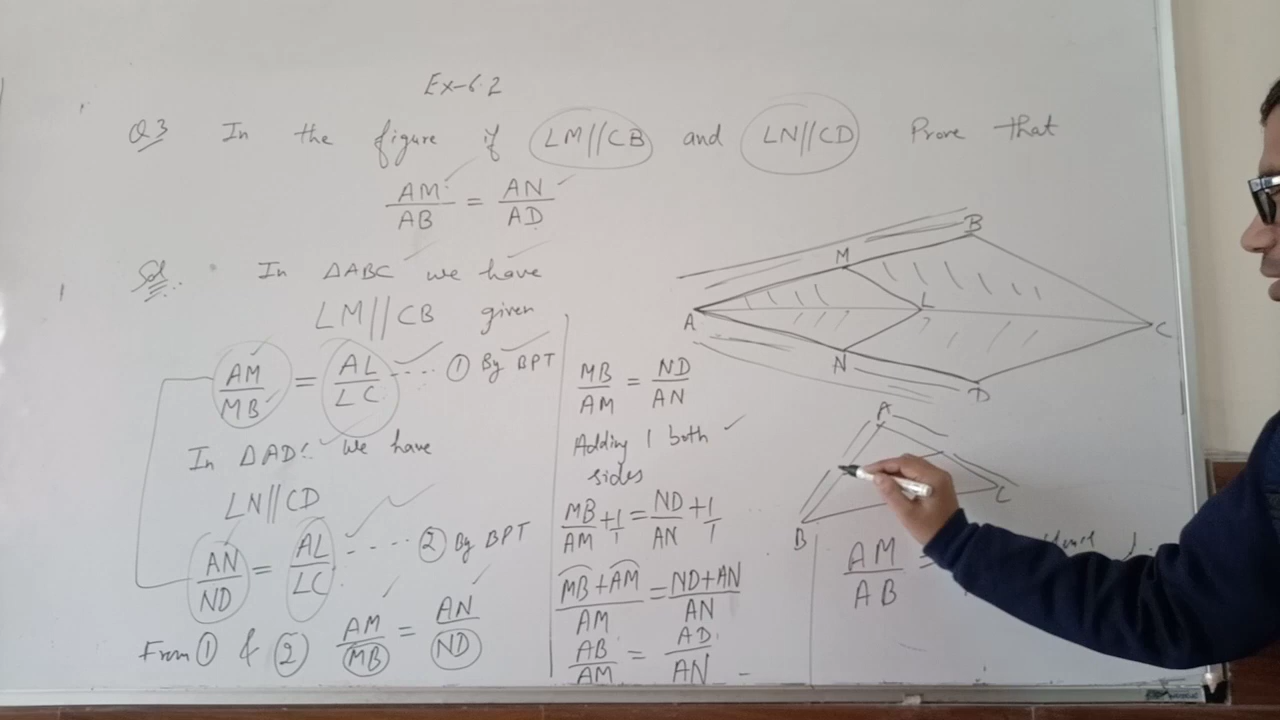 Ex-6.2
Q3 In the figure if LM//CB and LN//CD Prove that
AM/AB = AN/AD
Sol. In ΔABC we have
LM//CB given
AM/MB = AL/LC .... ① By BPT
In ΔADC we have
LN//CD
AN/ND = AL/LC .... ② By BPT
From ① & ② AM/MB = AN/ND
MB/AM = ND/AN
Adding 1 both
sides
MB/AM + 1/1 = ND/AN + 1/1
MB+AM/AM = ND+AN/AN
AB/AM = AD/AN
A
M
B
L
C
N
D
A
B
C
AM/AB =